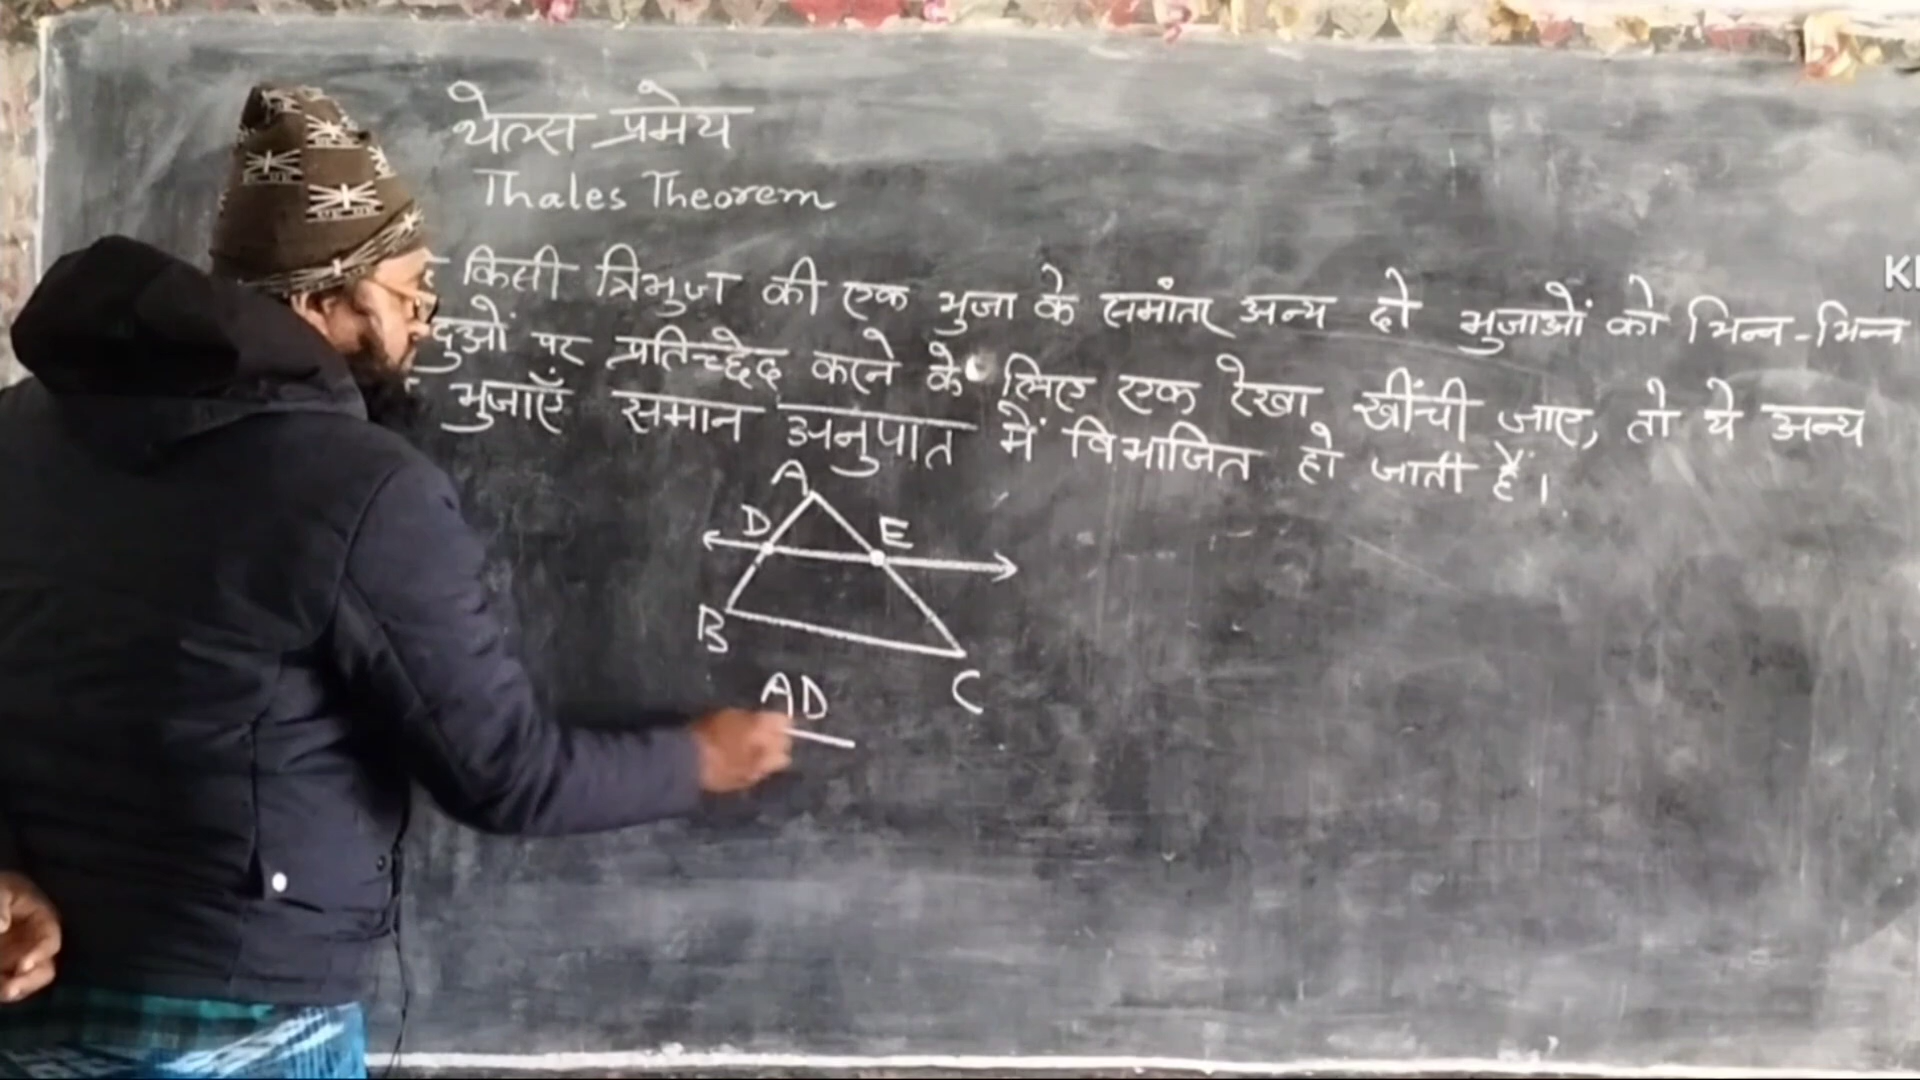 थेल्स प्रमेय
Thales Theorem
किसी त्रिभुज की एक भुजा के समांतर अन्य दो भुजाओं को भिन्न-भिन्न
पर प्रतिच्छेद करने के लिए एक रेखा खींची जाए, तो ये अन्य
भुजाएँ समान अनुपात में विभाजित हो जाती हैं।
A
D E
B
C
AD